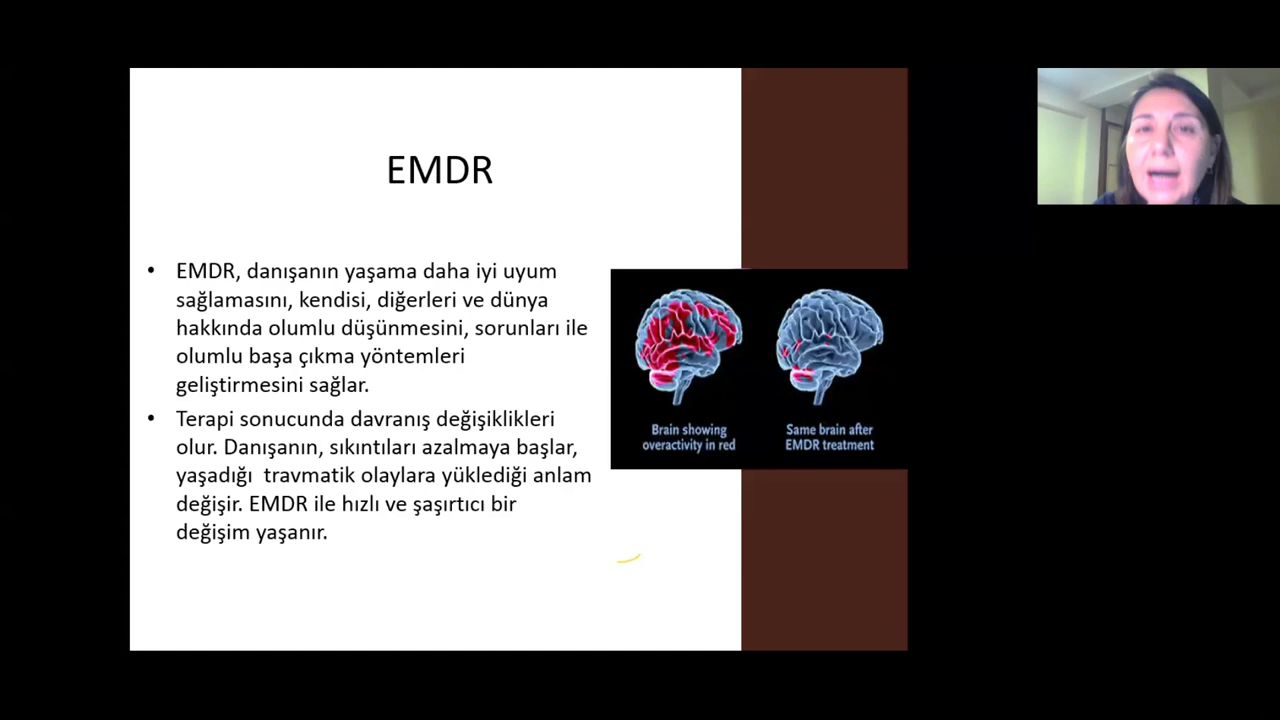 EMDR
• EMDR, danışanın yaşama daha iyi uyum
sağlamasını, kendisi, diğerleri ve dünya
hakkında olumlu düşünmesini, sorunları ile
olumlu başa çıkma yöntemleri
geliştirmesini sağlar.
• Terapi sonucunda davranış değişiklikleri
olur. Danışanın, sıkıntıları azalmaya başlar,
yaşadığı  travmatik olaylara yüklediği anlam
değişir. EMDR ile hızlı ve şaşırtıcı bir
değişim yaşanır.
Brain showing
overactivity in red
Same brain after
EMDR treatment